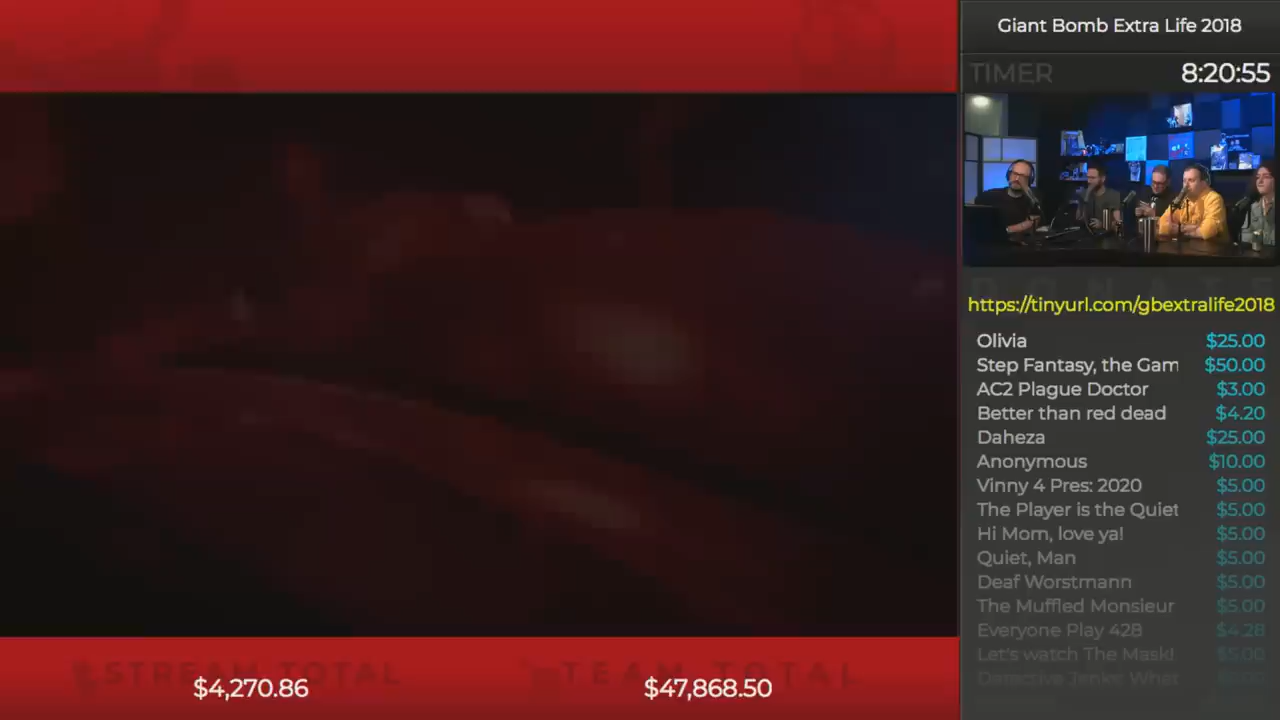 Giant Bomb Extra Life 2018
TIMER
8:20:55
DONATE
https://tinyurl.com/gbextralife2018
Olivia $25.00
Step Fantasy, the Gam $50.00
AC2 Plague Doctor $3.00
Better than red dead $4.20
Daheza $25.00
Anonymous $10.00
Vinny 4 Pres: 2020 $5.00
The Player is the Quiet $5.00
Hi Mom, love ya! $5.00
Quiet, Man $5.00
Deaf Worstmann $5.00
The Muffled Monsieur $5.00
Everyone Play 428 $4.28
Let's watch The Mask! $5.00
STREAM TOTAL
$4,270.86
TEAM TOTAL
$47,868.50